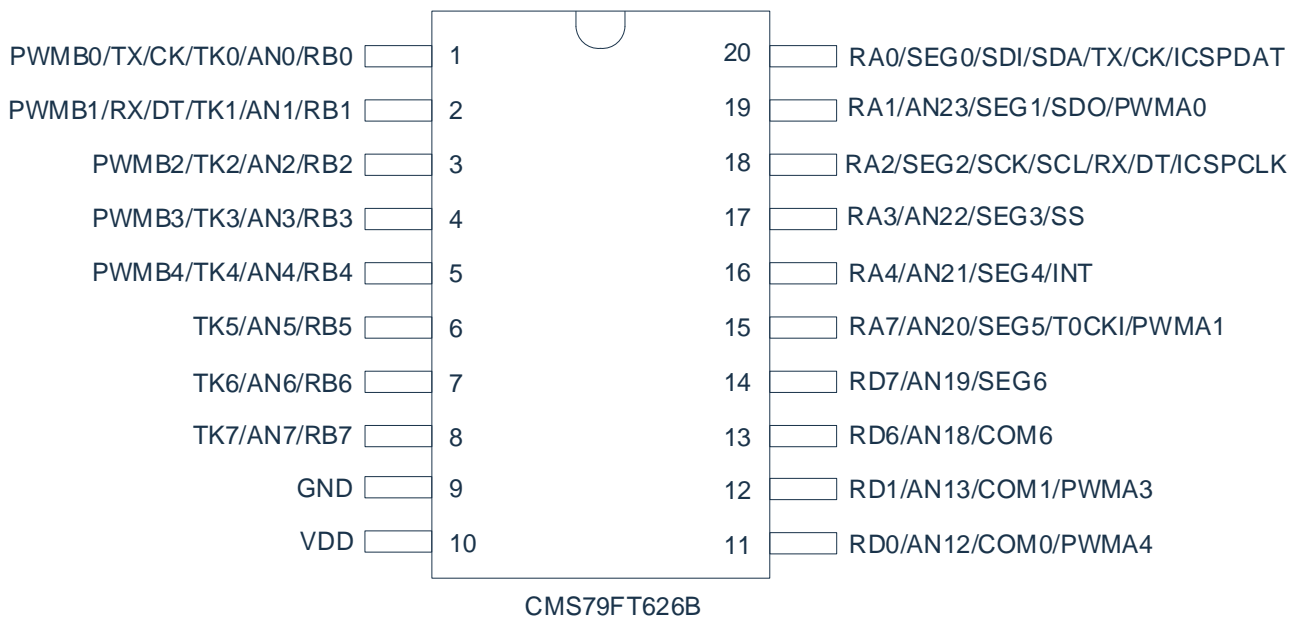 PWMB0/TX/CK/TK0/AN0/RB0 1 20 RA0/SEG0/SDI/SDA/TX/CK/ICSPDAT
PWMB1/RX/DT/TK1/AN1/RB1 2 19 RA1/AN23/SEG1/SDO/PWMA0
PWMB2/TK2/AN2/RB2 3 18 RA2/SEG2/SCK/SCL/RX/DT/ICSPCLK
PWMB3/TK3/AN3/RB3 4 17 RA3/AN22/SEG3/SS
PWMB4/TK4/AN4/RB4 5 16 RA4/AN21/SEG4/INT
TK5/AN5/RB5 6 15 RA7/AN20/SEG5/T0CKI/PWMA1
TK6/AN6/RB6 7 14 RD7/AN19/SEG6
TK7/AN7/RB7 8 13 RD6/AN18/COM6
GND 9 12 RD1/AN13/COM1/PWMA3
VDD 10 11 RD0/AN12/COM0/PWMA4
CMS79FT626B